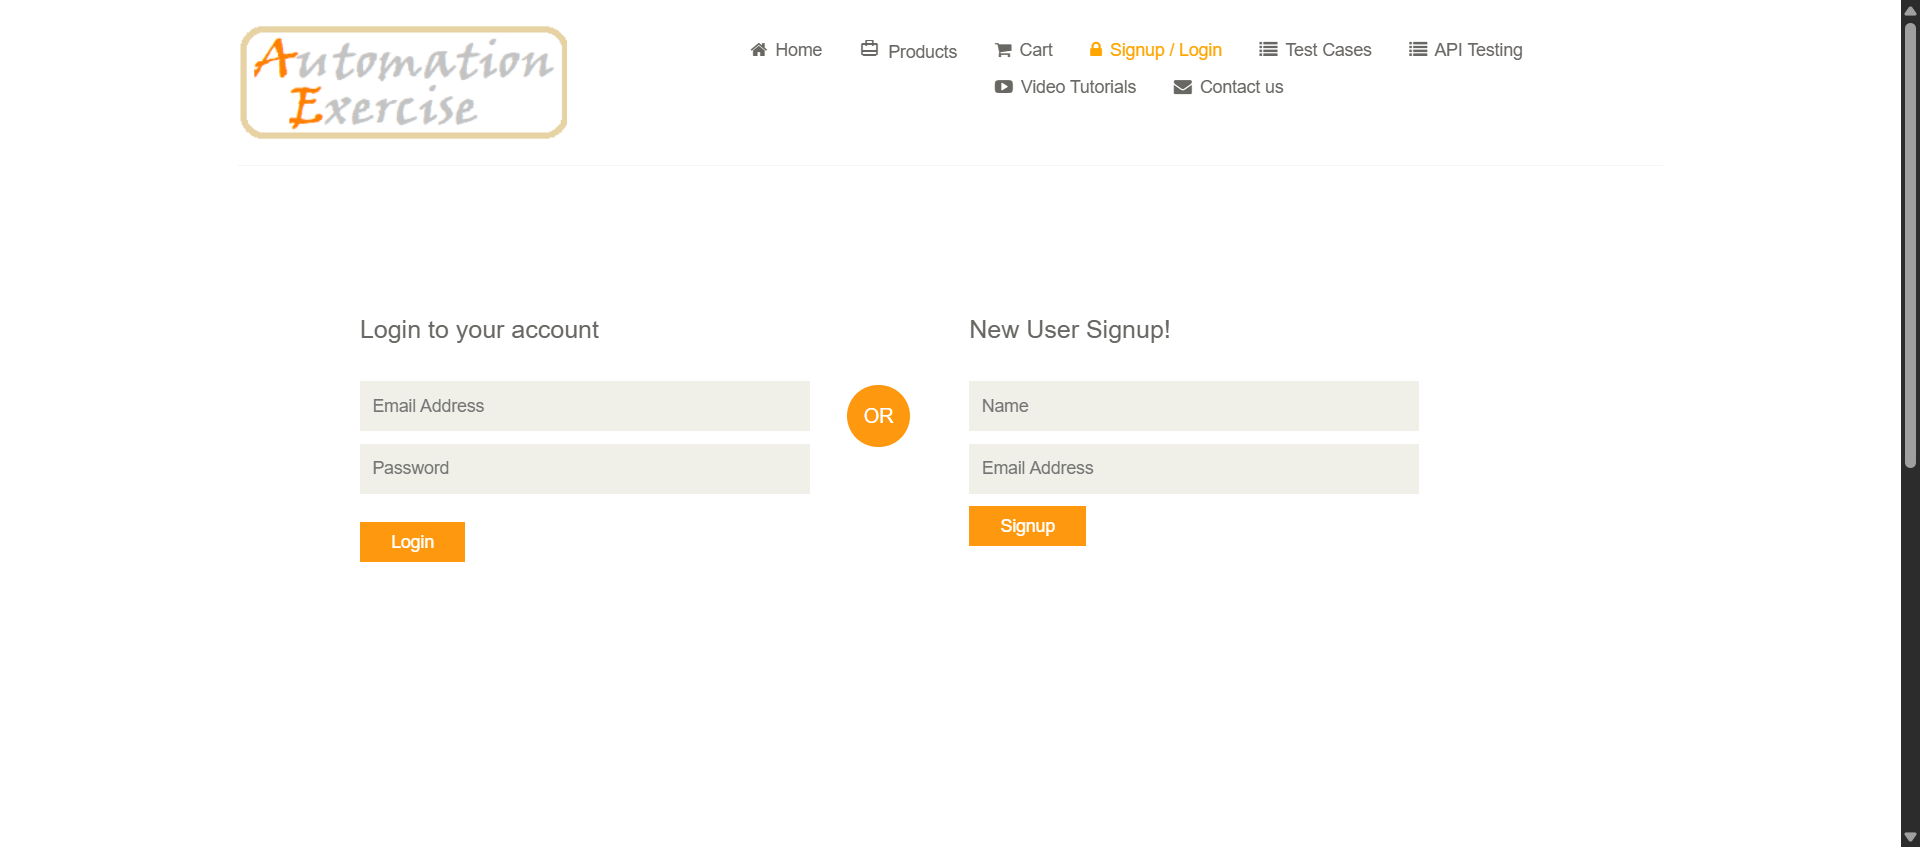 Automation
Exercise
Home Products Cart Signup / Login Test Cases API Testing
Video Tutorials Contact us
Login to your account
Email Address
Password
Login
OR
New User Signup!
Name
Email Address
Signup